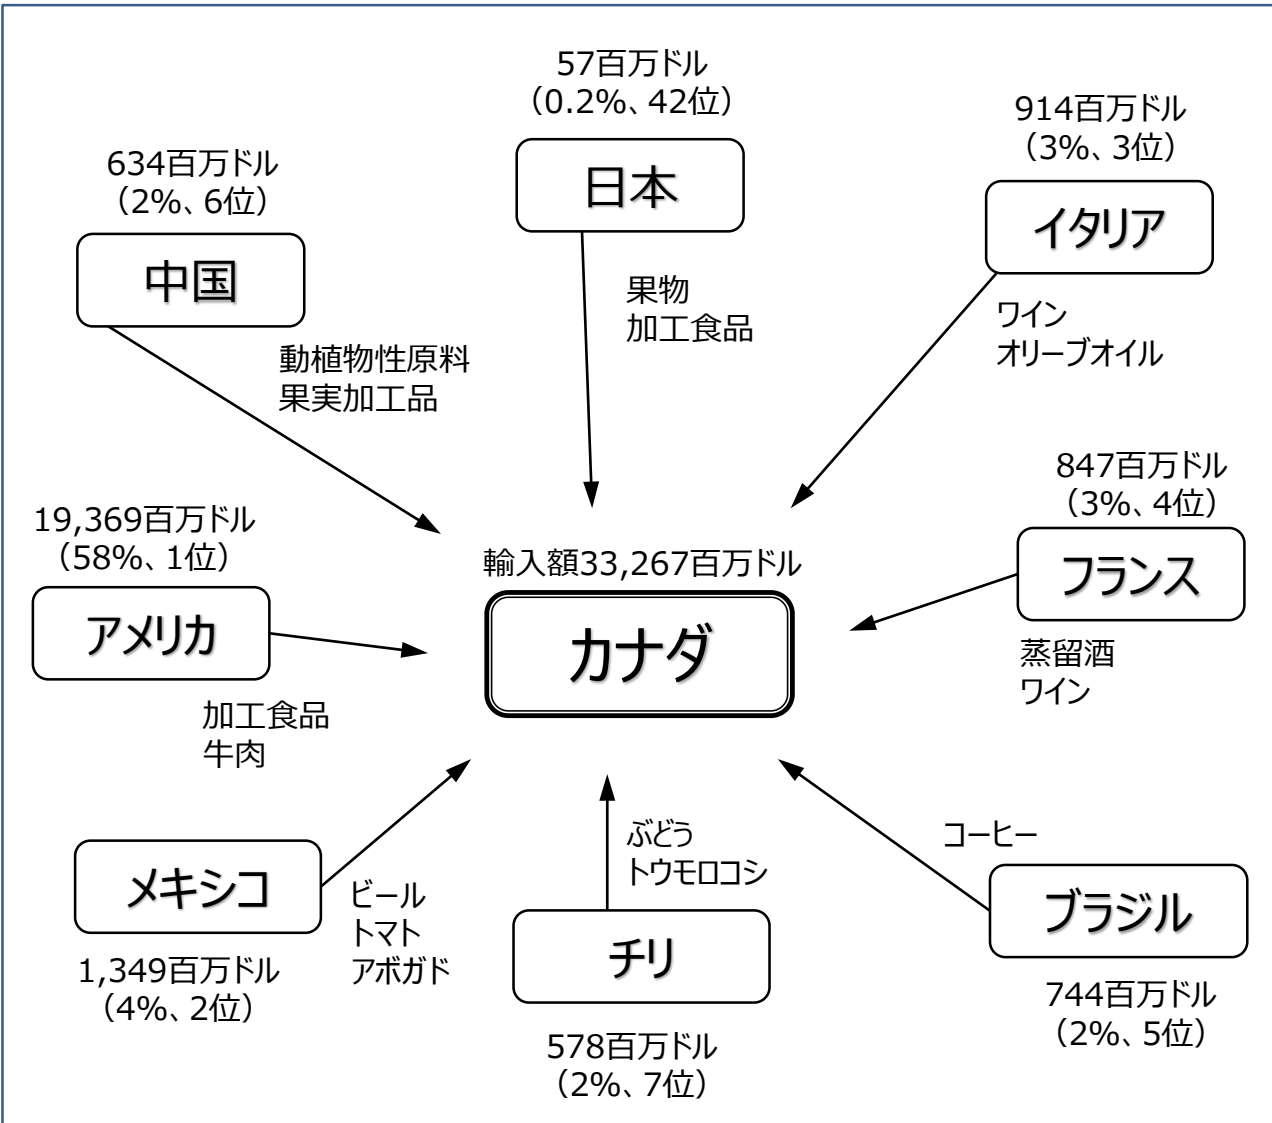 57百万ドル
（0.2%、42位）
日本
果物
加工食品
914百万ドル
（3%、3位）
イタリア
ワイン
オリーブオイル
634百万ドル
（2%、6位）
中国
動植物性原料
果実加工品
847百万ドル
（3%、4位）
フランス
蒸留酒
ワイン
19,369百万ドル
（58%、1位）
アメリカ
加工食品
牛肉
輸入額33,267百万ドル
カナダ
メキシコ
1,349百万ドル
（4%、2位）
ビール
トマト
アボガド
ぶどう
トウモロコシ
チリ
578百万ドル
（2%、7位）
コーヒー
ブラジル
744百万ドル
（2%、5位）